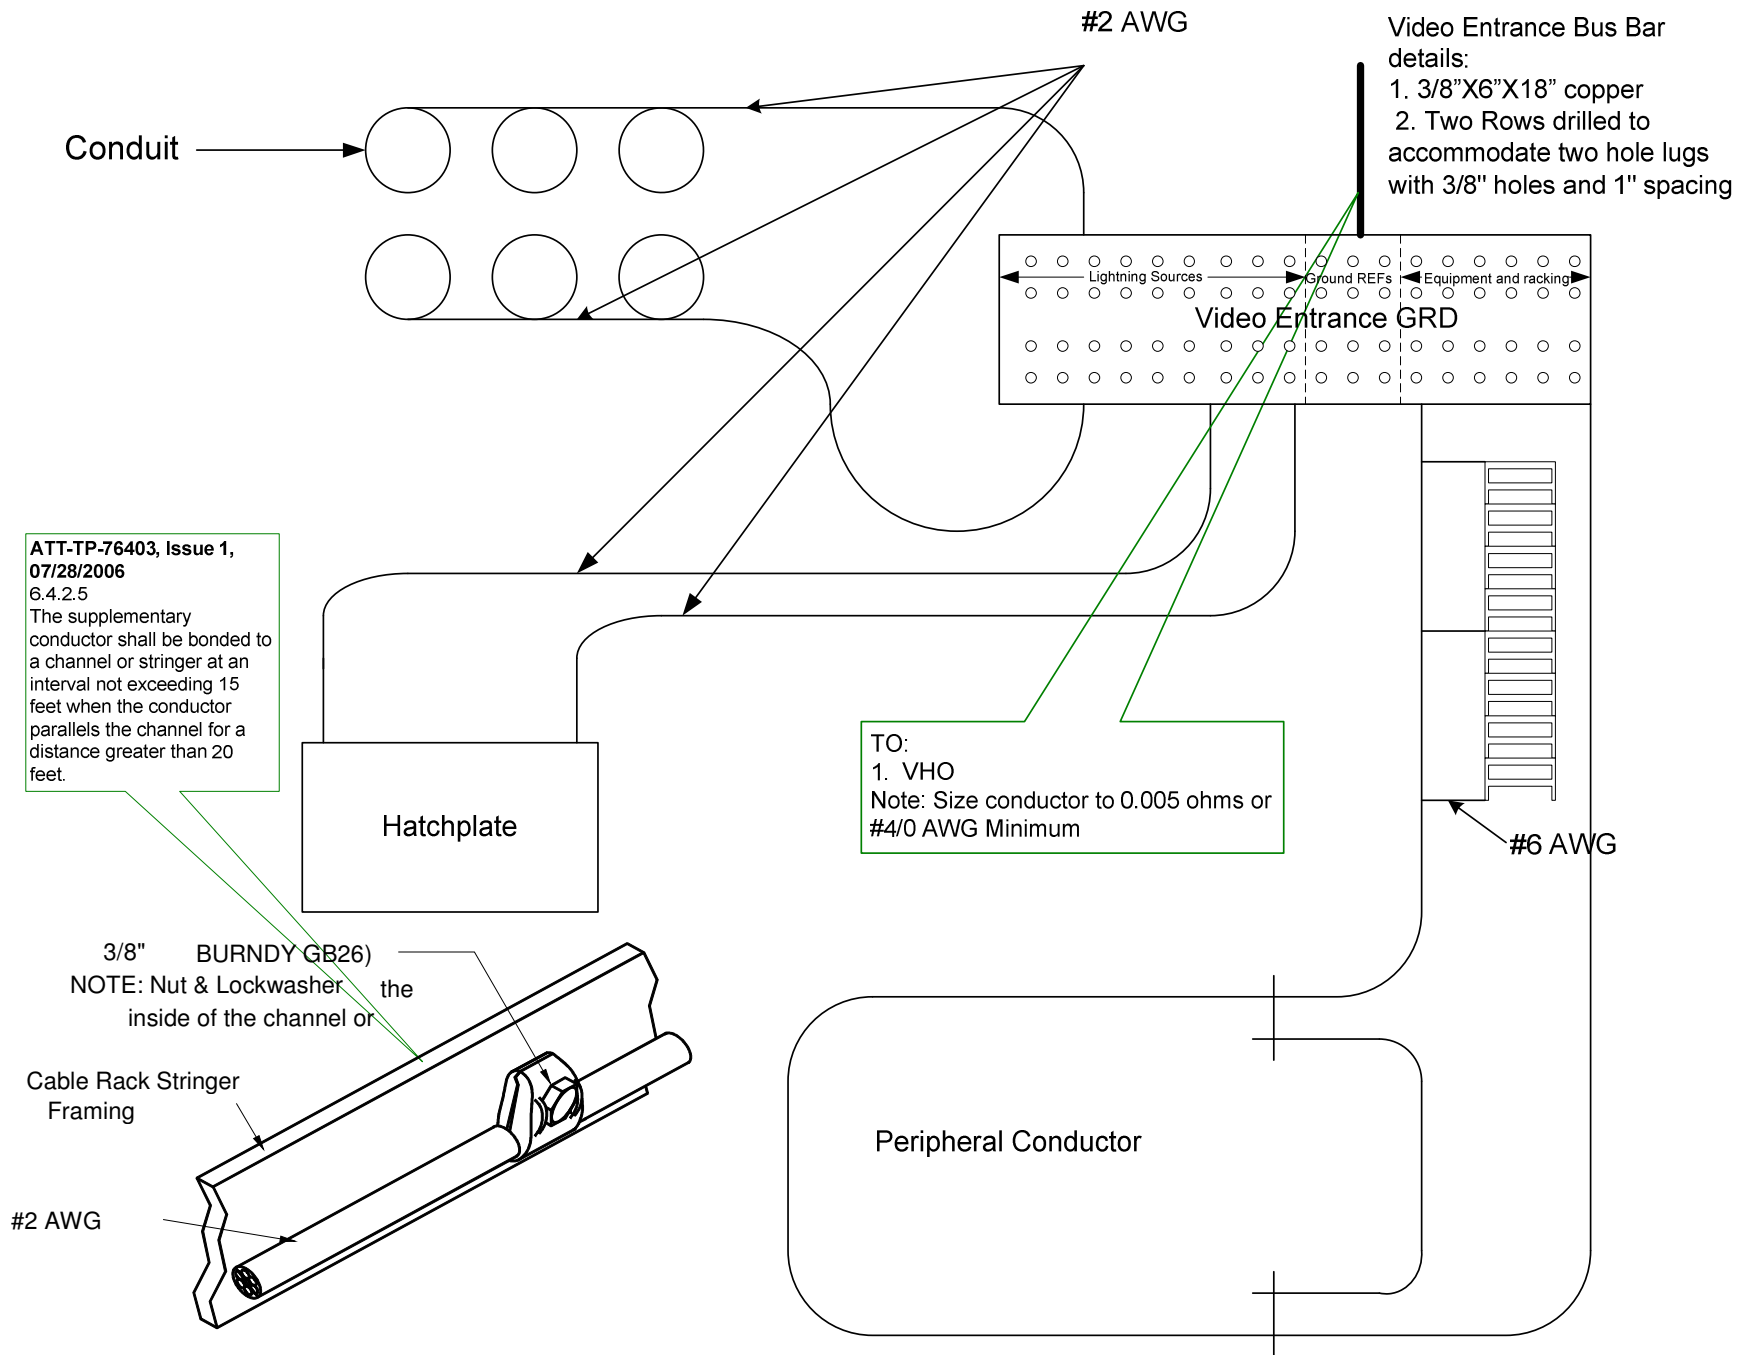 #2 AWG
Video Entrance Bus Bar
details:
1. 3/8”X6”X18” copper
2. Two Rows drilled to
accommodate two hole lugs
with 3/8" holes and 1" spacing
Conduit
Lightning Sources
Ground REFs
Equipment and racking
Video Entrance GRD
ATT-TP-76403, Issue 1,
07/28/2006
6.4.2.5
The supplementary
conductor shall be bonded to
a channel or stringer at an
interval not exceeding 15
feet when the conductor
parallels the channel for a
distance greater than 20
feet.
TO:
1. VHO
Note: Size conductor to 0.005 ohms or
#4/0 AWG Minimum
Hatchplate
#6 AWG
3/8" BURNDY GB26)
NOTE: Nut & Lockwasher the
inside of the channel or
Cable Rack Stringer
Framing
#2 AWG
Peripheral Conductor